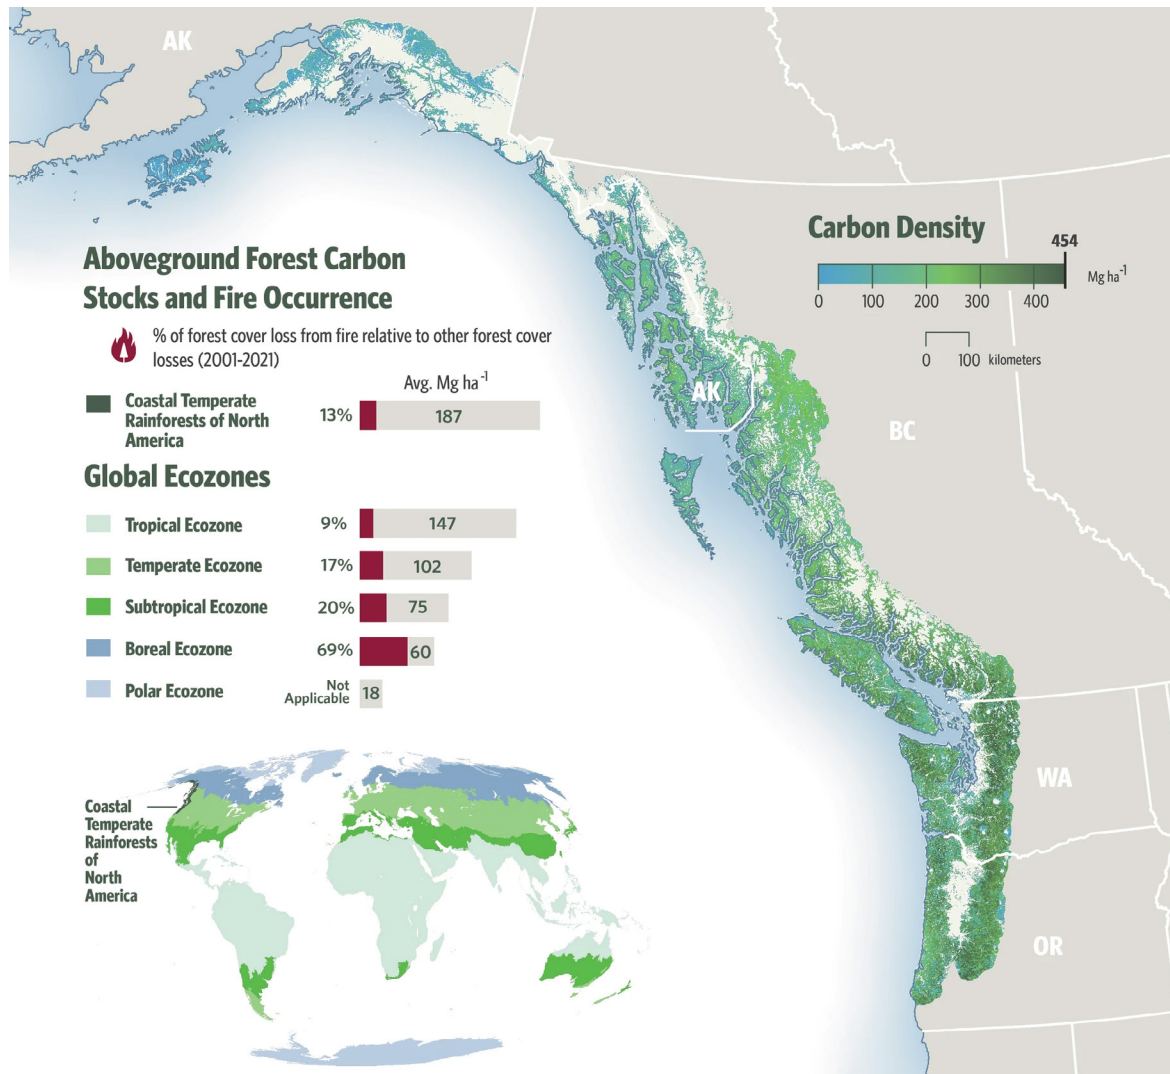 AK
Aboveground Forest Carbon
Stocks and Fire Occurrence
% of forest cover loss from fire relative to other forest cover
losses (2001-2021)
Avg. Mg ha⁻¹
Coastal Temperate
Rainforests of North
America
13%
187
Global Ecozones
Tropical Ecozone
9%
147
Temperate Ecozone
17%
102
Subtropical Ecozone
20%
75
Boreal Ecozone
69%
60
Polar Ecozone
Not
Applicable
18
Coastal
Temperate
Rainforests
of
North
America
Carbon Density
454
Mg ha⁻¹
0 100 200 300 400
0 100 kilometers
AK
BC
WA
OR